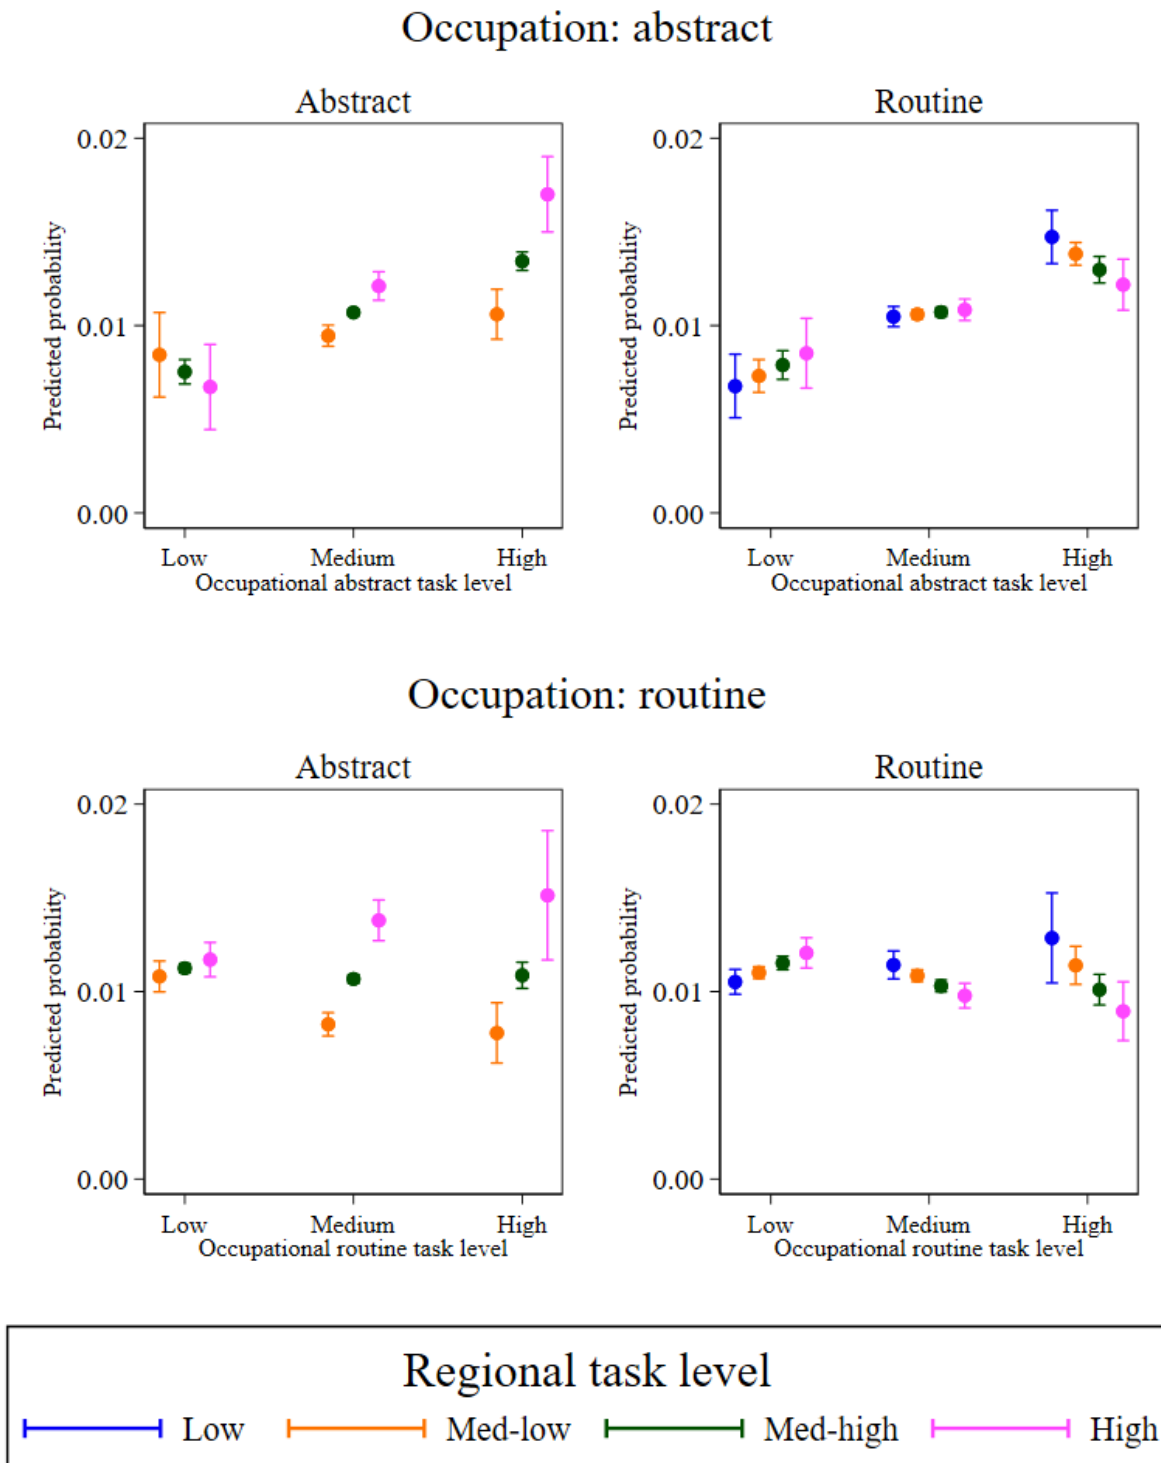 Occupation: abstract
Abstract
Routine
0.02
0.01
0.00
Predicted probability
Low Medium High
Occupational abstract task level
0.02
0.01
0.00
Predicted probability
Low Medium High
Occupational abstract task level
Occupation: routine
Abstract
Routine
0.02
0.01
0.00
Predicted probability
Low Medium High
Occupational routine task level
0.02
0.01
0.00
Predicted probability
Low Medium High
Occupational routine task level
Regional task level
Low Med-low Med-high High